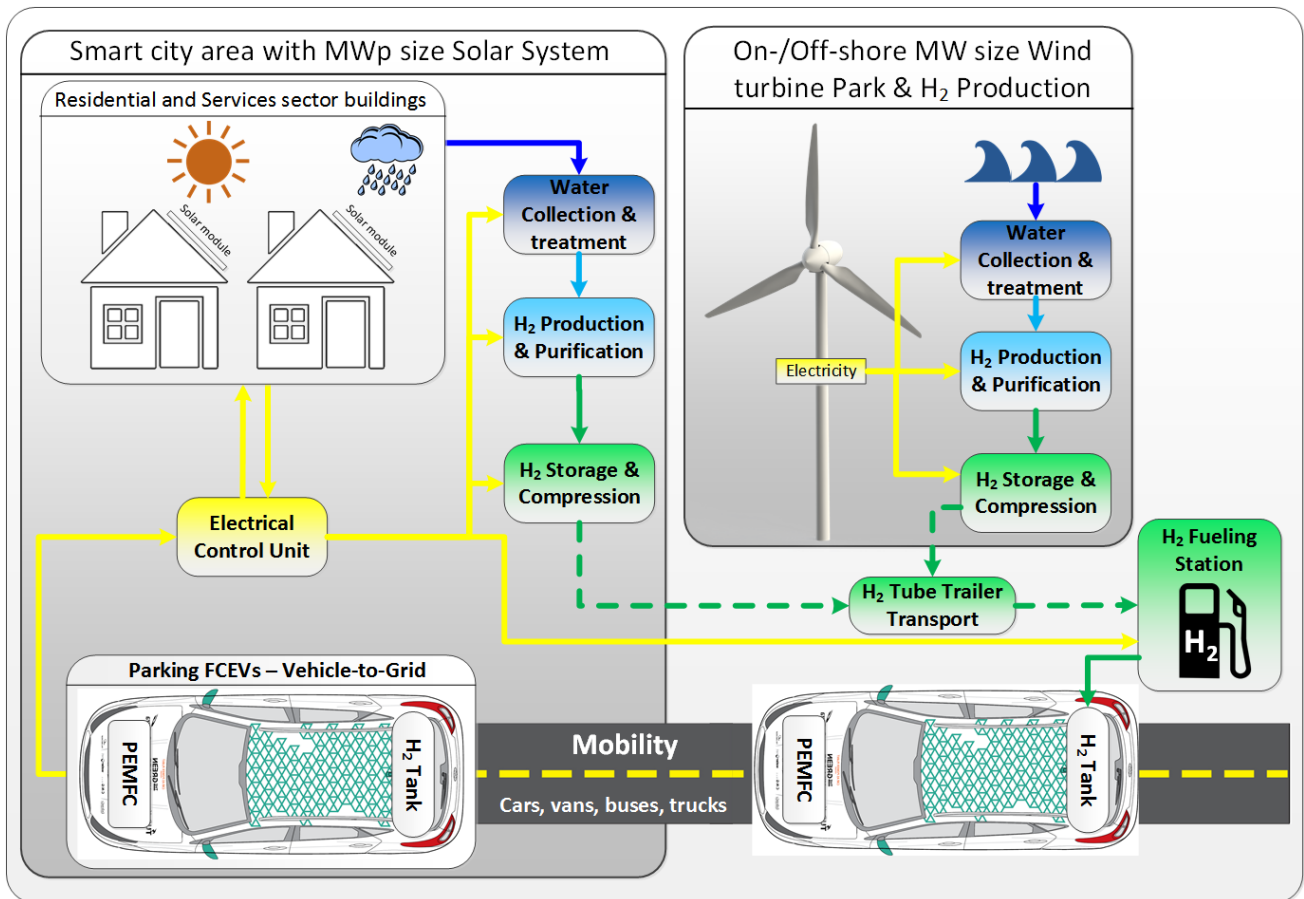 Smart city area with MWp size Solar System
Residential and Services sector buildings
Solar module
Solar module
Water
Collection &
treatment
H₂ Production
& Purification
H₂ Storage &
Compression
Electrical
Control Unit
On-/Off-shore MW size Wind
turbine Park & H₂ Production
Water
Collection &
treatment
Electricity
H₂ Production
& Purification
H₂ Storage &
Compression
H₂ Fueling
Station
H₂
H₂ Tube Trailer
Transport
Parking FCEVs – Vehicle-to-Grid
PEMFC
H₂ Tank
Mobility
Cars, vans, buses, trucks
PEMFC
H₂ Tank